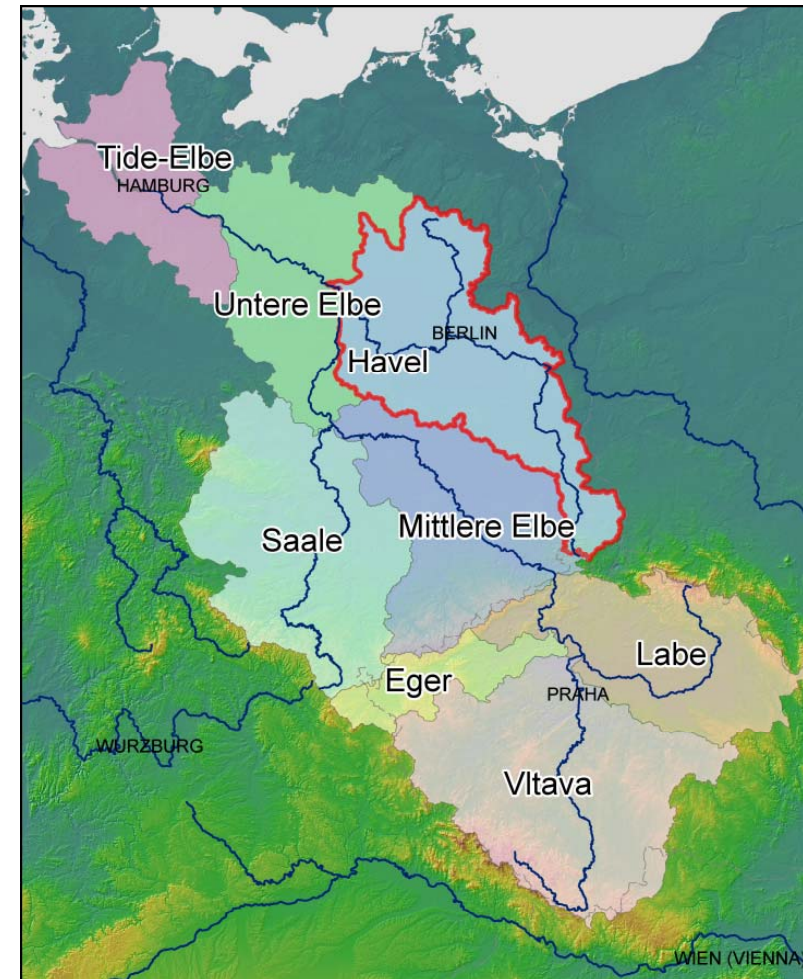 Tide-Elbe
HAMBURG
Untere Elbe
BERLIN
Havel
Mittlere Elbe
Saale
Labe
Eger
PRAHA
WURZBURG
Vltava
WIEN (VIENNA